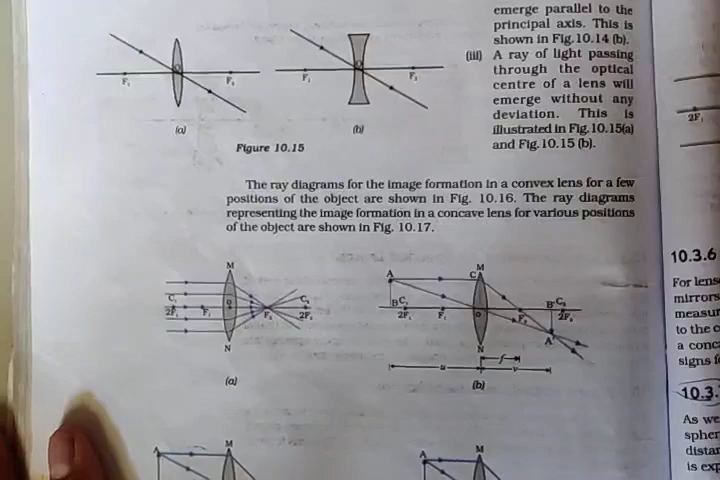 emerge parallel to the
principal axis. This is
shown in Fig.10.14 (b).
(iii) A ray of light passing
through the optical
centre of a lens will
emerge without any
deviation. This is
illustrated in Fig.10.15(a)
and Fig.10.15 (b).
F₁ O F₂
F₁ O F₂
(a) (b)
Figure 10.15
The ray diagrams for the image formation in a convex lens for a few
positions of the object are shown in Fig. 10.16. The ray diagrams
representing the image formation in a concave lens for various positions
of the object are shown in Fig. 10.17.
M
C₁ O C₂
2F₁ F₁ F₂ 2F₂
N
(a)
A C M
B C₁ B' C₂
2F₁ F₁ O F₂ 2F₂
A'
N
f
u v
(b)
A M
A M
2F₁
10.3.6
For lens
mirrors
measur
to the c
a conc
signs f
10.3.
As we
spher
distan
is exp